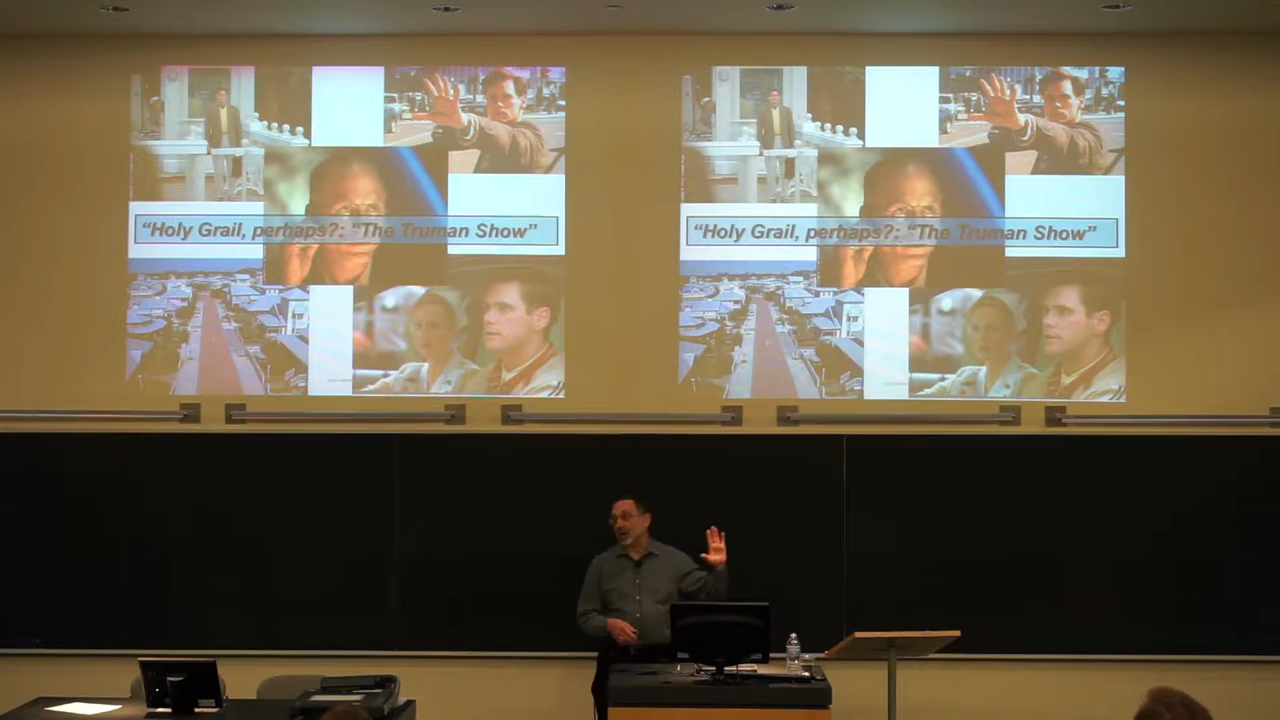 “Holy Grail, perhaps?: “The Truman Show”
“Holy Grail, perhaps?: “The Truman Show”